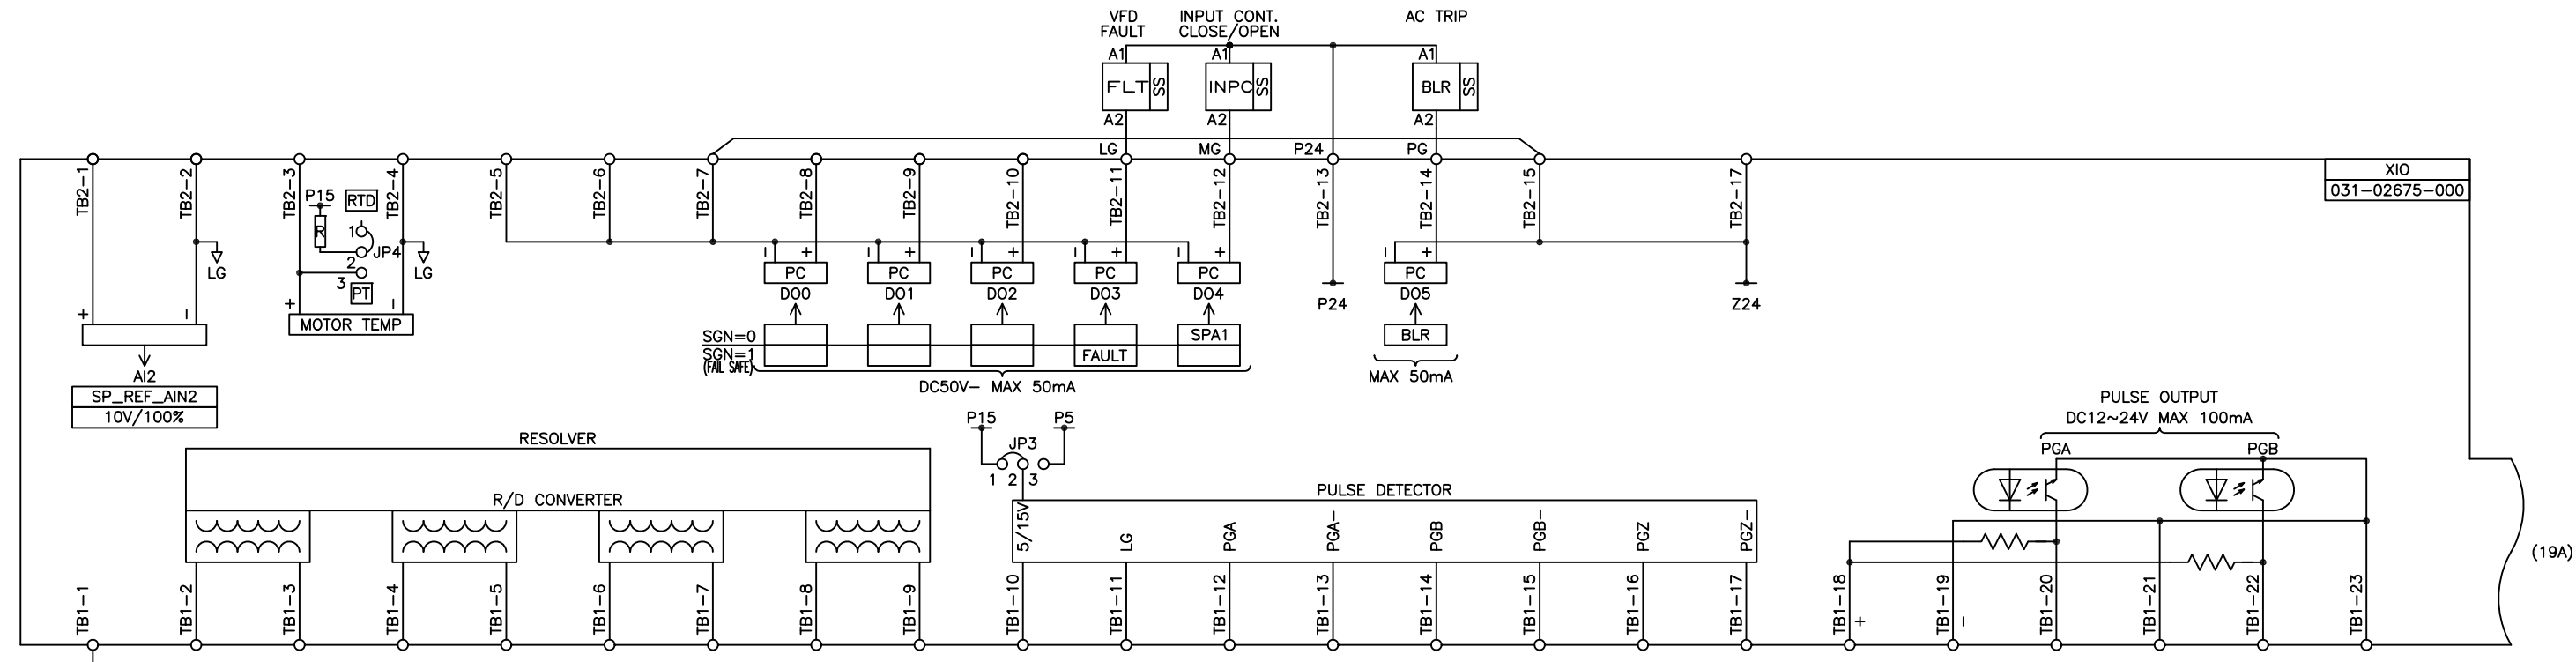 VFD
FAULT
INPUT CONT.
CLOSE/OPEN
AC TRIP
A1
A1
A1
FLT
SS
INPC
SS
BLR
SS
A2
A2
A2
LG
MG
P24
PG
TB2-1
TB2-2
TB2-3
TB2-4
TB2-5
TB2-6
TB2-7
TB2-8
TB2-9
TB2-10
TB2-11
TB2-12
TB2-13
TB2-14
TB2-15
TB2-17
XIO
031-02675-000
P15
RTD
R
1
JP4
2
3
PT
LG
LG
+
-
+
-
MOTOR TEMP
- +
- +
- +
- +
- +
- +
PC
PC
PC
PC
PC
PC
DO0
DO1
DO2
DO3
DO4
DO5
P24
Z24
SGN=0
SPA1
BLR
SGN=1
(FAIL SAFE)
FAULT
DC50V- MAX 50mA
MAX 50mA
AI2
SP_REF_AIN2
10V/100%
PULSE OUTPUT
DC12~24V MAX 100mA
PGA
PGB
RESOLVER
R/D CONVERTER
P15
P5
JP3
1 2 3
PULSE DETECTOR
5/15V
LG
PGA
PGA-
PGB
PGB-
PGZ
PGZ-
(19A)
TB1-1
TB1-2
TB1-3
TB1-4
TB1-5
TB1-6
TB1-7
TB1-8
TB1-9
TB1-10
TB1-11
TB1-12
TB1-13
TB1-14
TB1-15
TB1-16
TB1-17
TB1-18
+
TB1-19
-
TB1-20
TB1-21
TB1-22
TB1-23